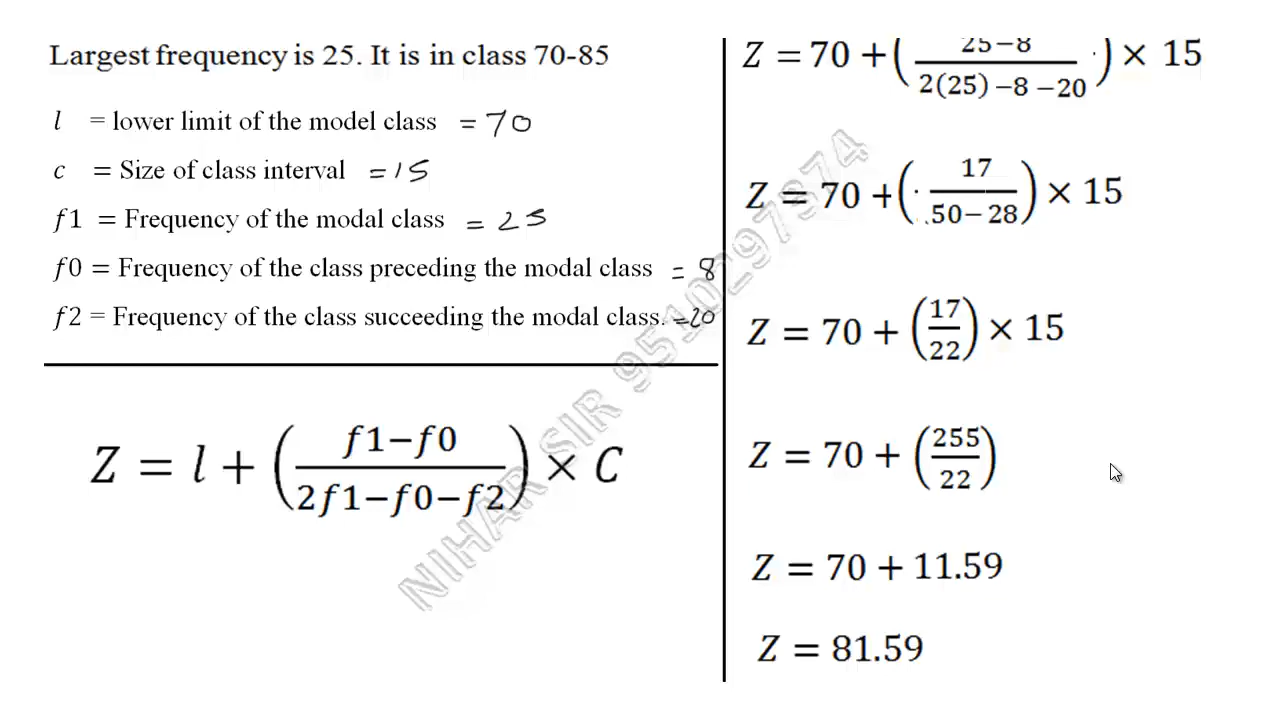 Largest frequency is 25. It is in class 70-85
l = lower limit of the model class = 70
c = Size of class interval = 15
f1 = Frequency of the modal class = 25
f0 = Frequency of the class preceding the modal class = 8
f2 = Frequency of the class succeeding the modal class. = 20
Z = l + (f1−f0 / 2f1−f0−f2) × C
Z = 70 + (25−8 / 2(25) −8 −20) × 15
Z = 70 + (17 / 50−28) × 15
Z = 70 + (17/22) × 15
Z = 70 + (255/22)
Z = 70 + 11.59
Z = 81.59
NIHAR SIR 9510297374